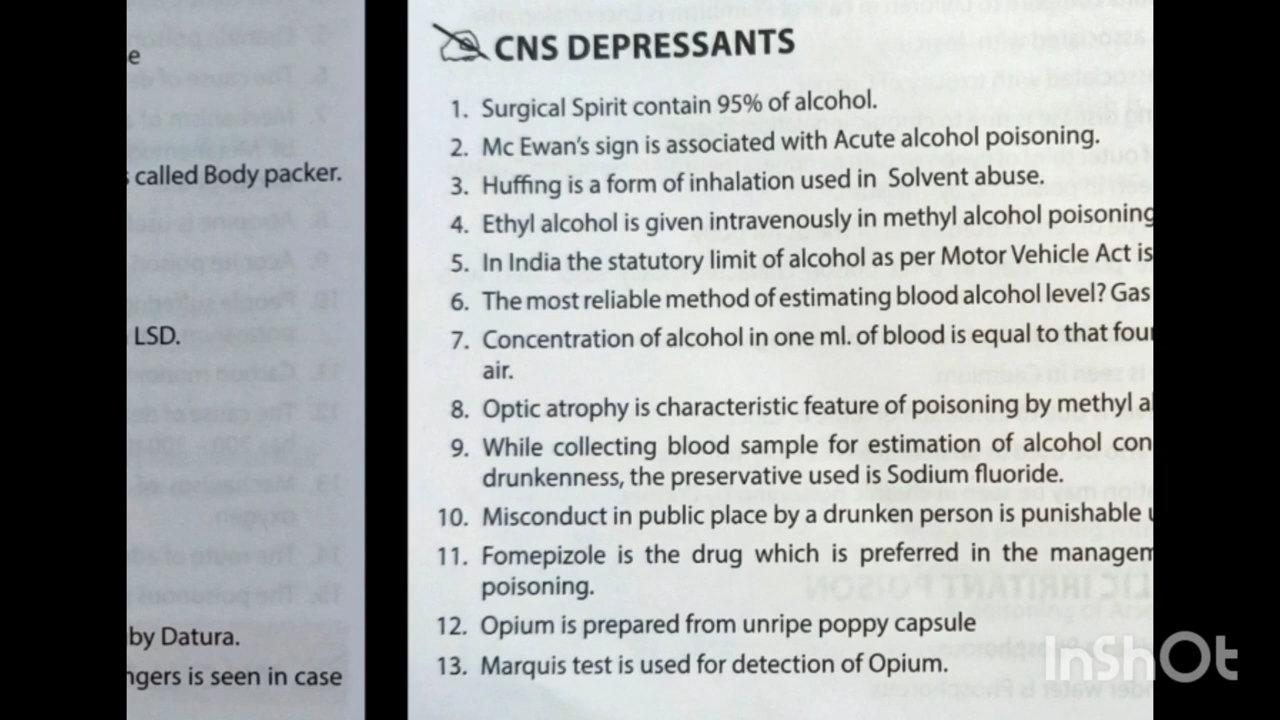 e
called Body packer.
LSD.
by Datura.
ngers is seen in case
CNS DEPRESSANTS
1. Surgical Spirit contain 95% of alcohol.
2. Mc Ewan's sign is associated with Acute alcohol poisoning.
3. Huffing is a form of inhalation used in Solvent abuse.
4. Ethyl alcohol is given intravenously in methyl alcohol poisoning
5. In India the statutory limit of alcohol as per Motor Vehicle Act is
6. The most reliable method of estimating blood alcohol level? Gas
7. Concentration of alcohol in one ml. of blood is equal to that fou
air.
8. Optic atrophy is characteristic feature of poisoning by methyl al
9. While collecting blood sample for estimation of alcohol con
drunkenness, the preservative used is Sodium fluoride.
10. Misconduct in public place by a drunken person is punishable u
11. Fomepizole is the drug which is preferred in the managem
poisoning.
12. Opium is prepared from unripe poppy capsule
13. Marquis test is used for detection of Opium.
InShOt